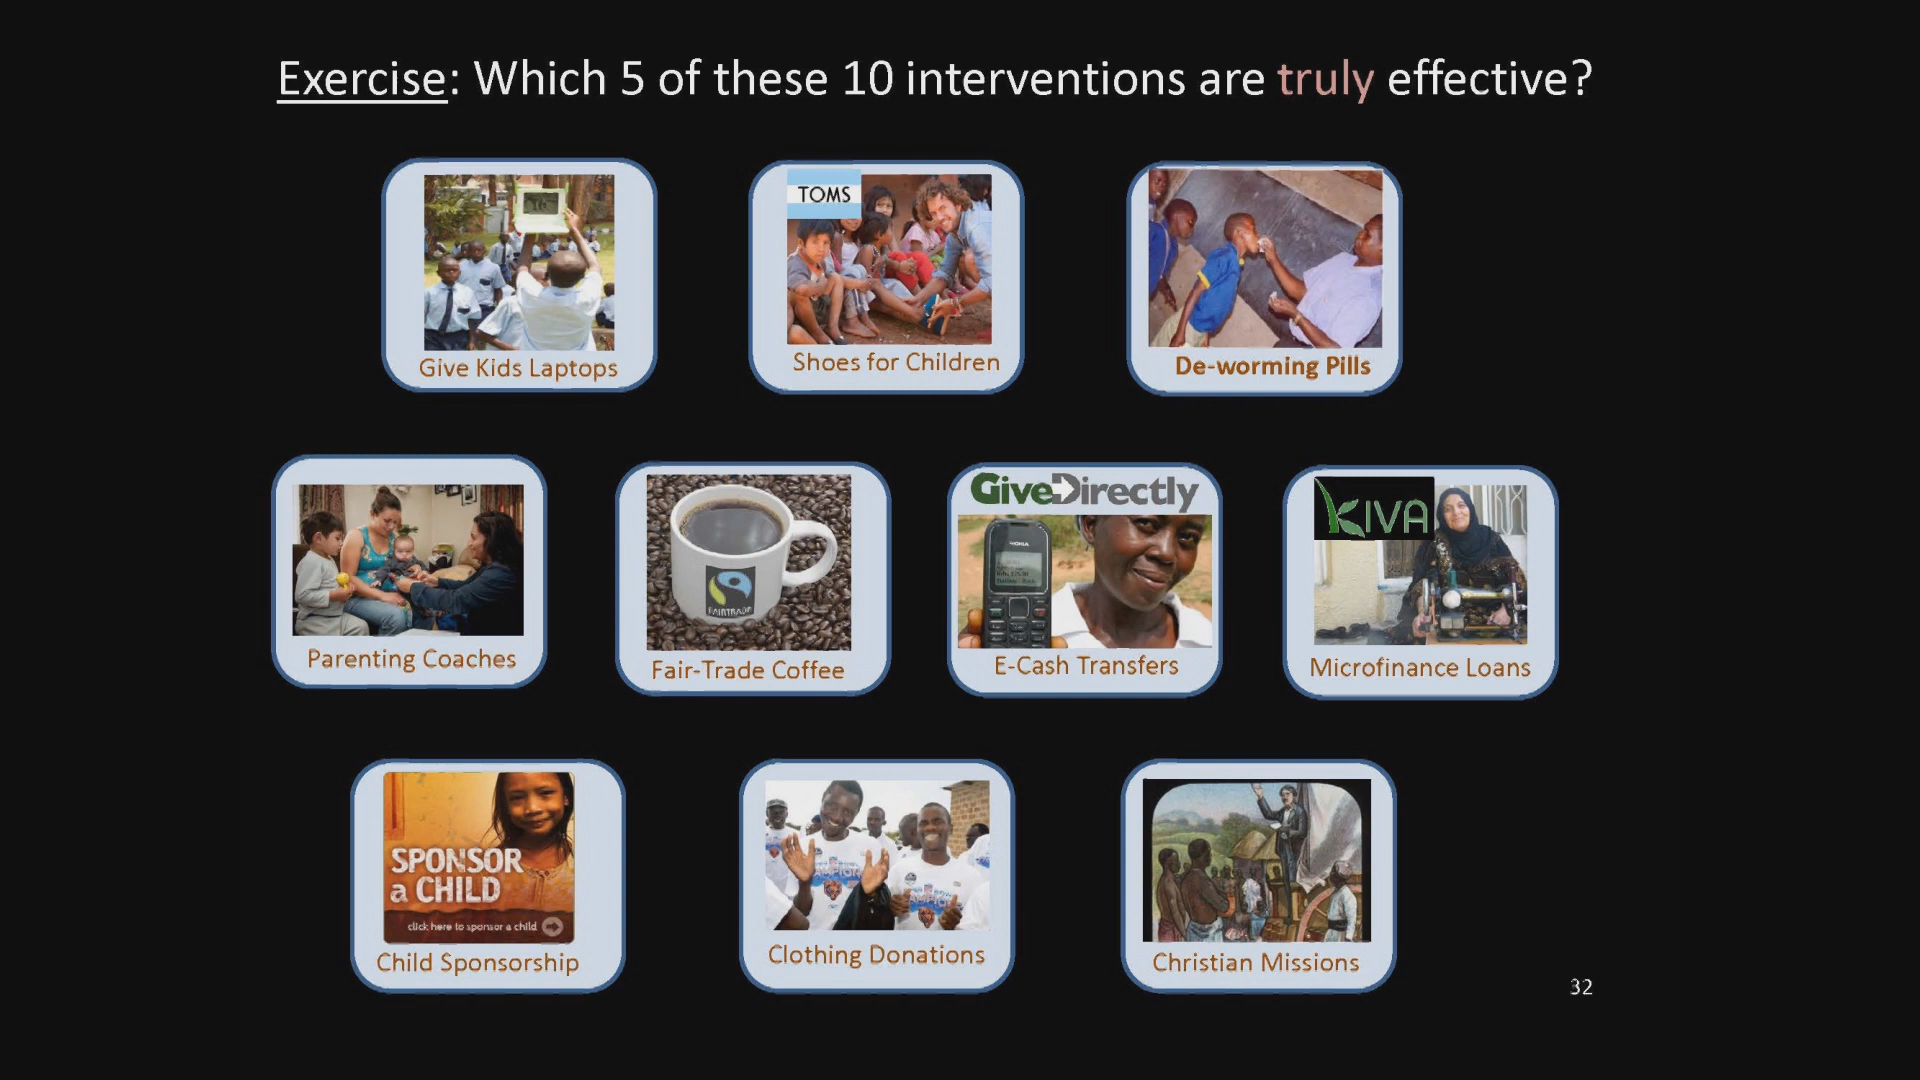 Exercise: Which 5 of these 10 interventions are truly effective?
Give Kids Laptops
TOMS
Shoes for Children
De-worming Pills
Parenting Coaches
FAIRTRADE
Fair-Trade Coffee
GiveDirectly
NOKIA
E-Cash Transfers
KIVA
Microfinance Loans
SPONSOR
a CHILD
click here to sponsor a child
Child Sponsorship
Clothing Donations
Christian Missions
32